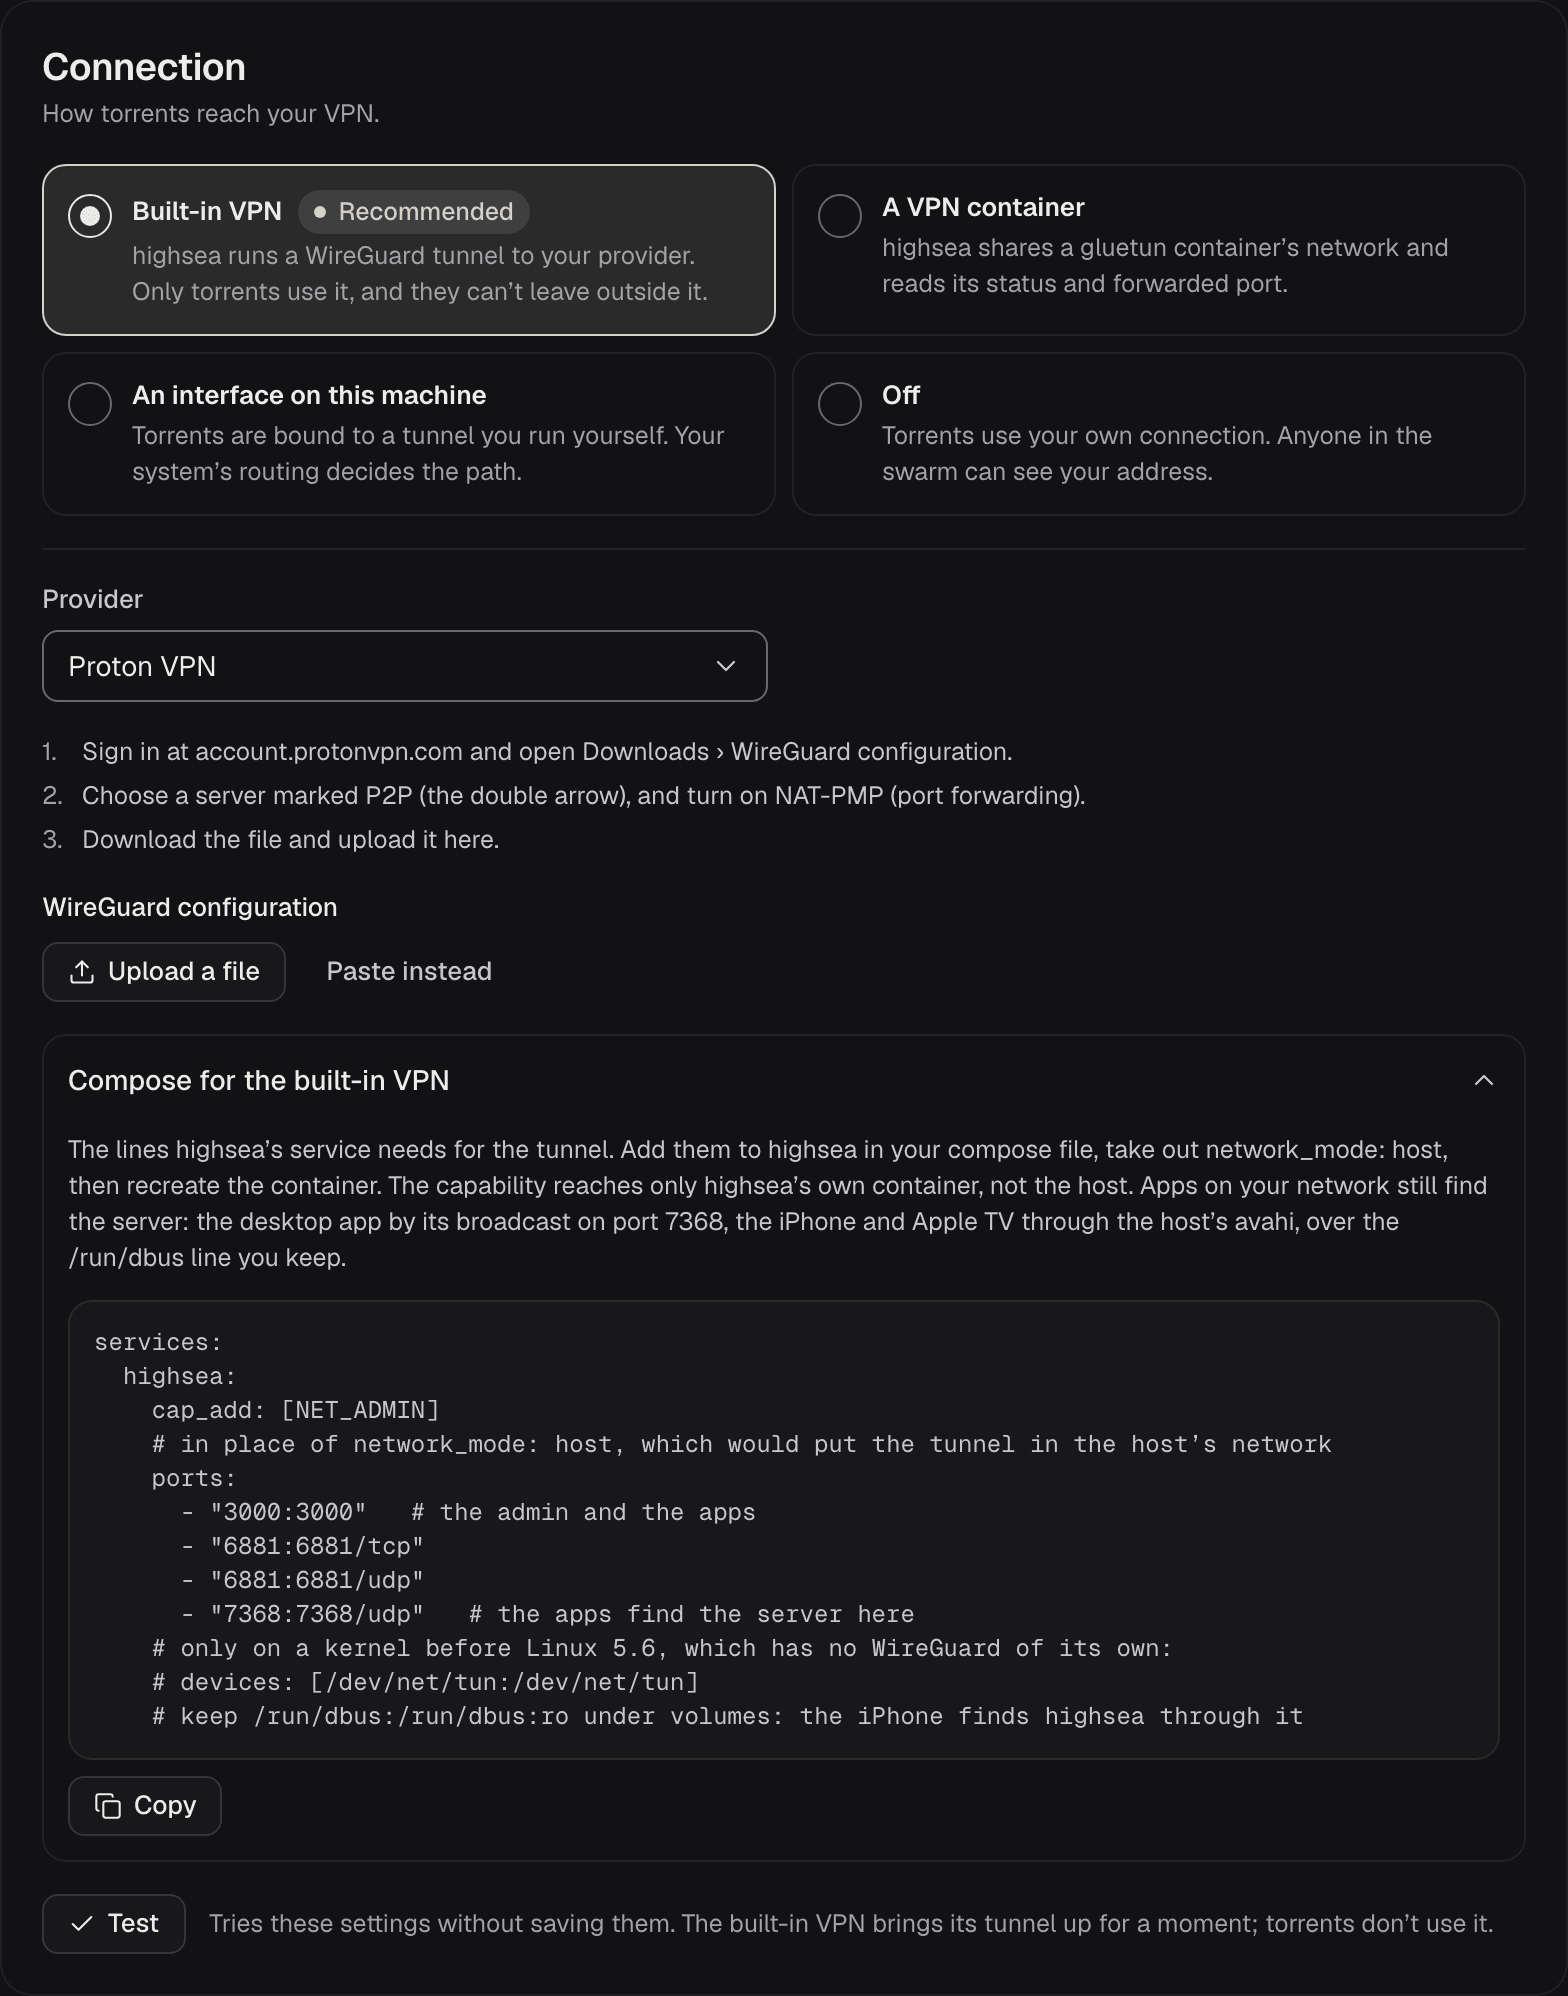 Connection
How torrents reach your VPN.
Built-in VPN
Recommended
highsea runs a WireGuard tunnel to your provider.
Only torrents use it, and they can’t leave outside it.
A VPN container
highsea shares a gluetun container’s network and
reads its status and forwarded port.
An interface on this machine
Torrents are bound to a tunnel you run yourself. Your
system’s routing decides the path.
Off
Torrents use your own connection. Anyone in the
swarm can see your address.
Provider
Proton VPN
1. Sign in at account.protonvpn.com and open Downloads › WireGuard configuration.
2. Choose a server marked P2P (the double arrow), and turn on NAT-PMP (port forwarding).
3. Download the file and upload it here.
WireGuard configuration
Upload a file
Paste instead
Compose for the built-in VPN
The lines highsea’s service needs for the tunnel. Add them to highsea in your compose file, take out network_mode: host,
then recreate the container. The capability reaches only highsea’s own container, not the host. Apps on your network still find
the server: the desktop app by its broadcast on port 7368, the iPhone and Apple TV through the host’s avahi, over the
/run/dbus line you keep.
services:
  highsea:
    cap_add: [NET_ADMIN]
    # in place of network_mode: host, which would put the tunnel in the host’s network
    ports:
      - "3000:3000"   # the admin and the apps
      - "6881:6881/tcp"
      - "6881:6881/udp"
      - "7368:7368/udp"   # the apps find the server here
    # only on a kernel before Linux 5.6, which has no WireGuard of its own:
    # devices: [/dev/net/tun:/dev/net/tun]
    # keep /run/dbus:/run/dbus:ro under volumes: the iPhone finds highsea through it
Copy
Test
Tries these settings without saving them. The built-in VPN brings its tunnel up for a moment; torrents don’t use it.